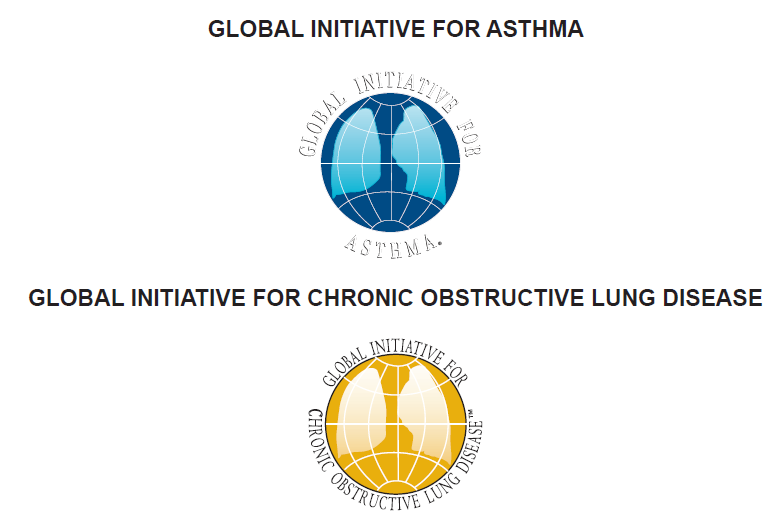 GLOBAL INITIATIVE FOR ASTHMA
GLOBAL INITIATIVE FOR
ASTHMA®
GLOBAL INITIATIVE FOR CHRONIC OBSTRUCTIVE LUNG DISEASE
GLOBAL INITIATIVE FOR
CHRONIC OBSTRUCTIVE LUNG DISEASE™